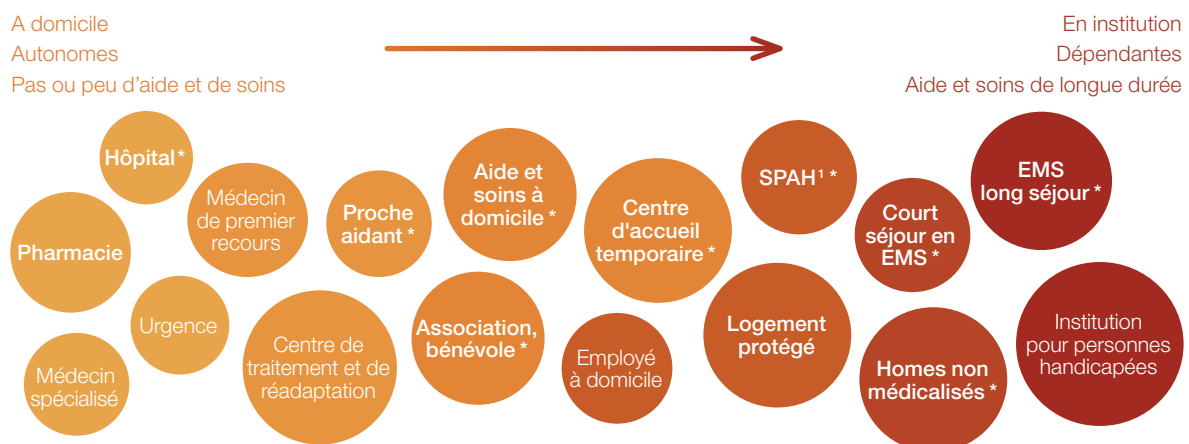 A domicile
Autonomes
Pas ou peu d'aide et de soins
En institution
Dépendantes
Aide et soins de longue durée
Hôpital *
Pharmacie
Médecin
de premier
recours
Urgence
Médecin
spécialisé
Proche
aidant *
Centre de
traitement et de
réadaptation
Aide et
soins à
domicile *
Association,
bénévole *
Centre
d'accueil
temporaire *
Employé
à domicile
SPAH¹ *
Logement
protégé
Court
séjour en
EMS *
Homes non
médicalisés *
EMS
long séjour *
Institution
pour personnes
handicapées